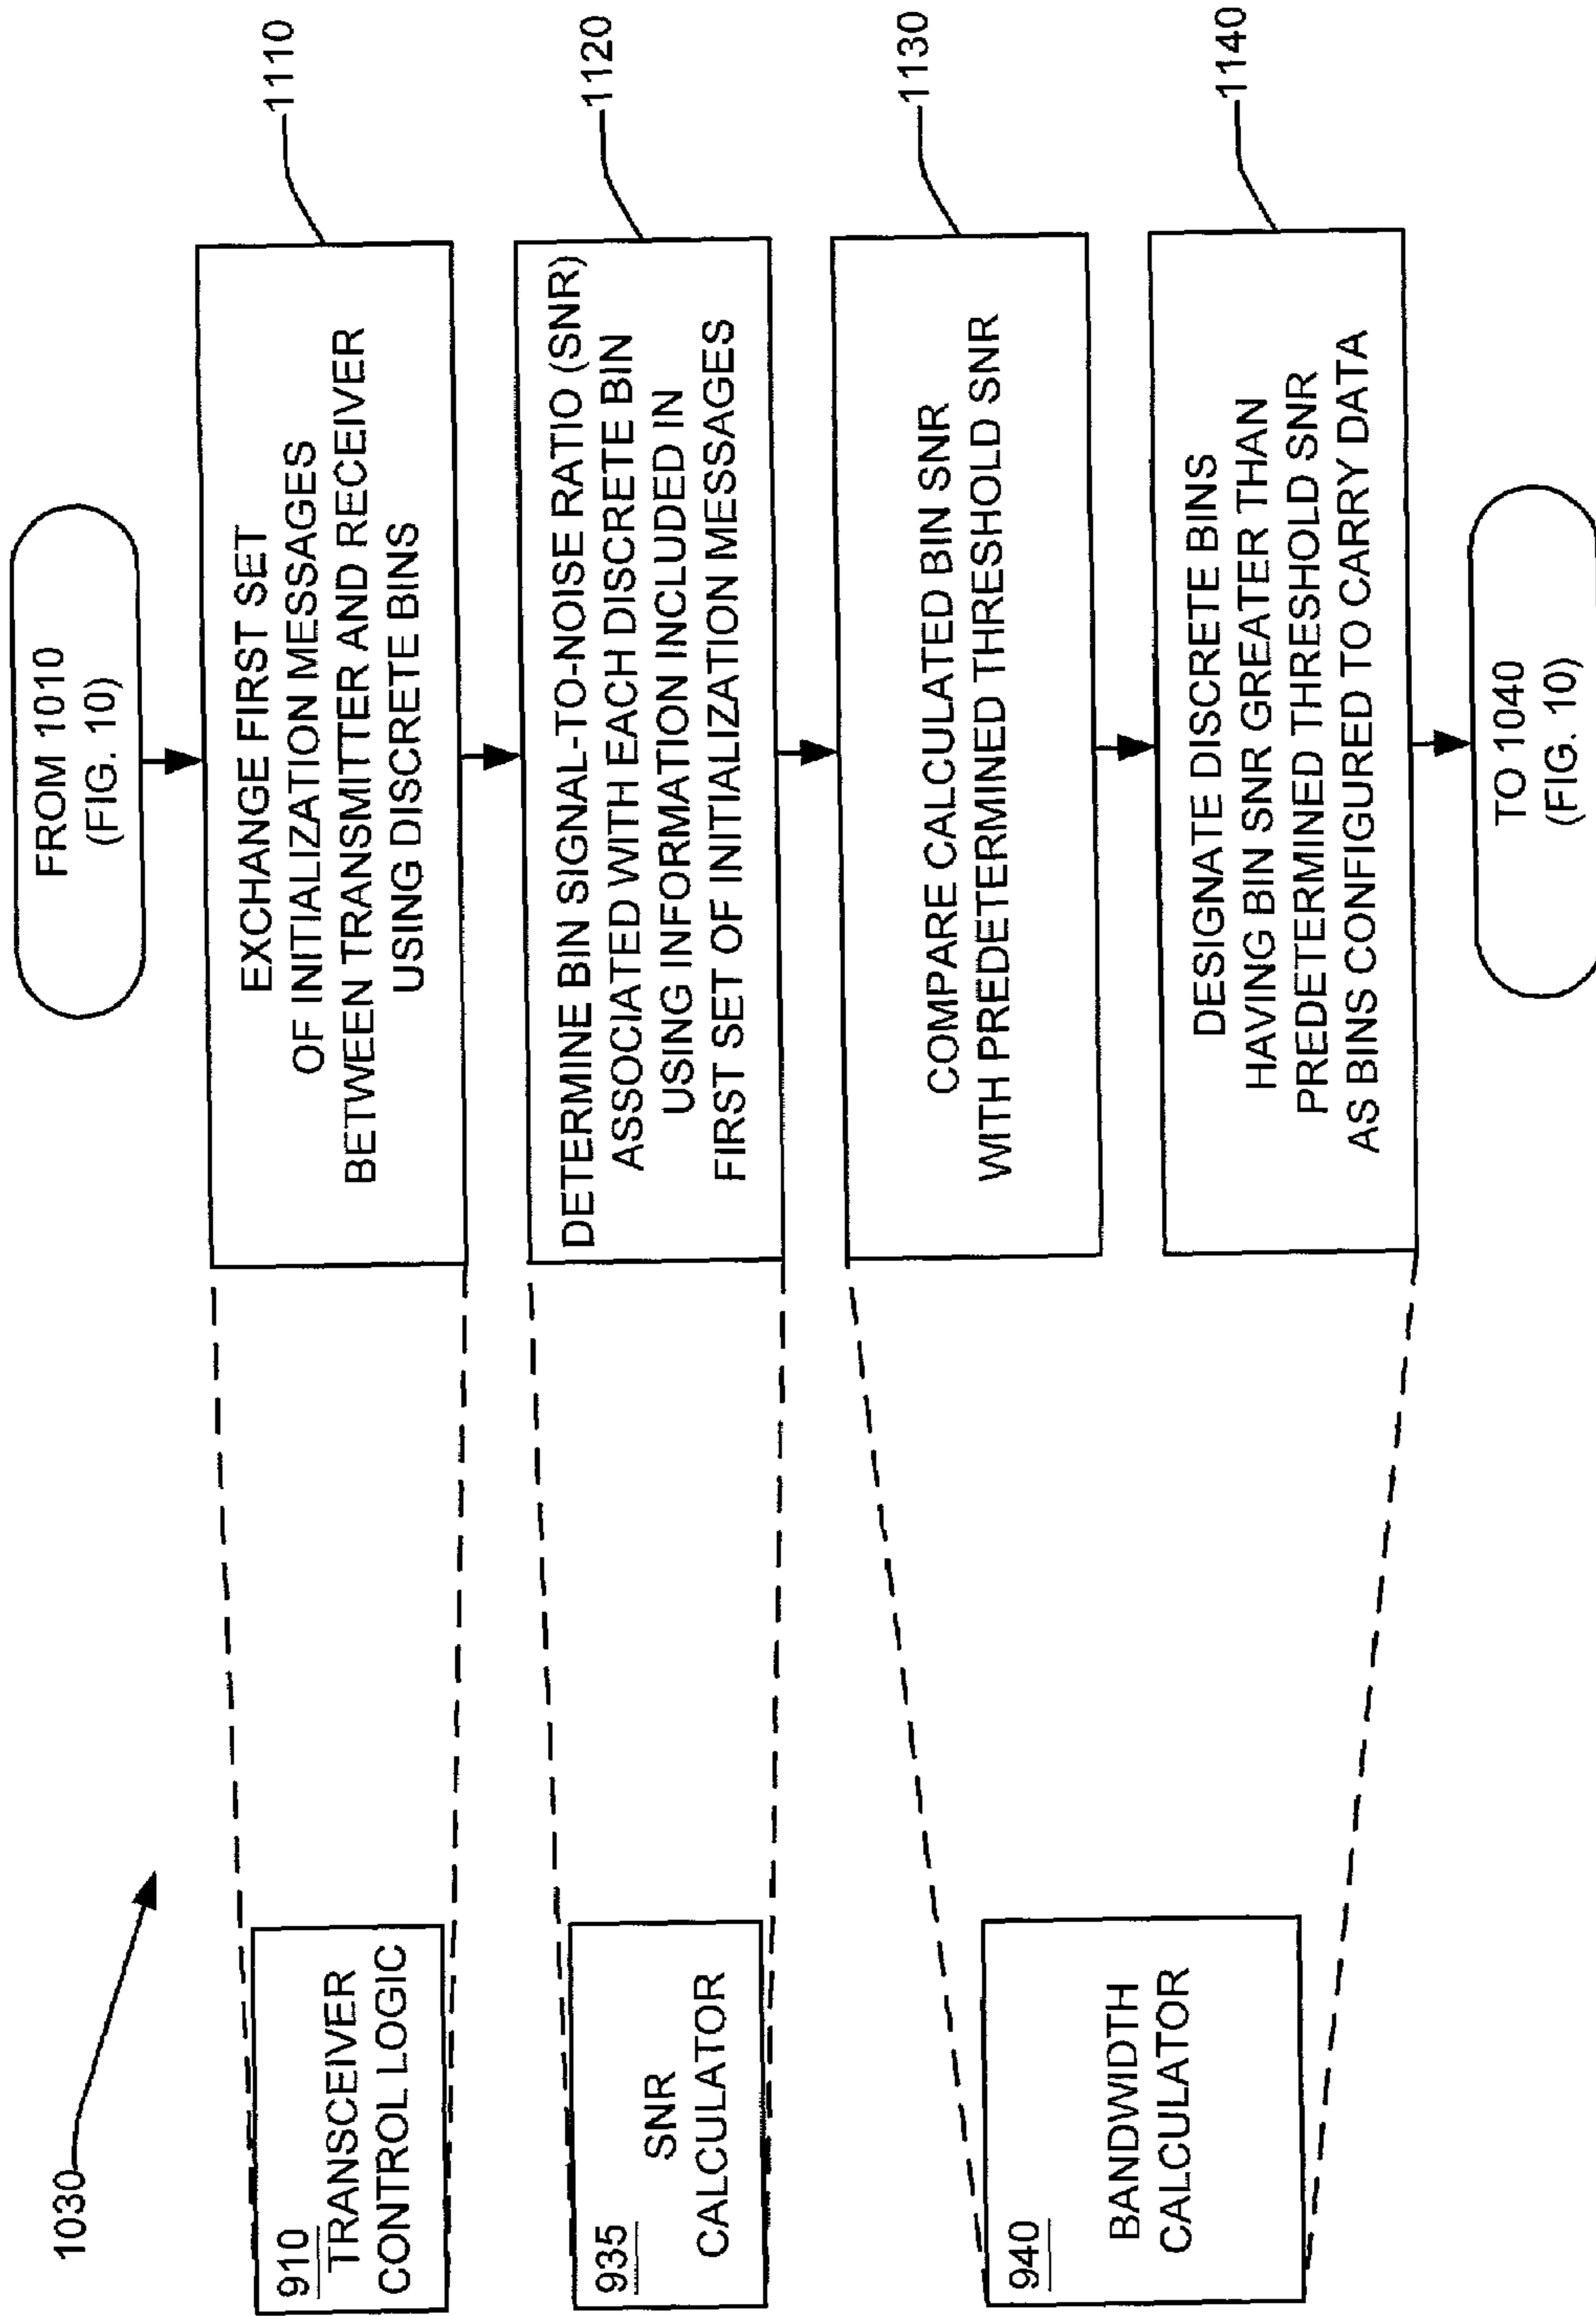 1030
FROM 1010
(FIG. 10)
910
TRANSCEIVER
CONTROL LOGIC
EXCHANGE FIRST SET
OF INITIALIZATION MESSAGES
BETWEEN TRANSMITTER AND RECEIVER
USING DISCRETE BINS
1110
935
SNR
CALCULATOR
DETERMINE BIN SIGNAL-TO-NOISE RATIO (SNR)
ASSOCIATED WITH EACH DISCRETE BIN
USING INFORMATION INCLUDED IN
FIRST SET OF INITIALIZATION MESSAGES
1120
940
BANDWIDTH
CALCULATOR
COMPARE CALCULATED BIN SNR
WITH PREDETERMINED THRESHOLD SNR
1130
DESIGNATE DISCRETE BINS
HAVING BIN SNR GREATER THAN
PREDETERMINED THRESHOLD SNR
AS BINS CONFIGURED TO CARRY DATA
1140
TO 1040
(FIG. 10)